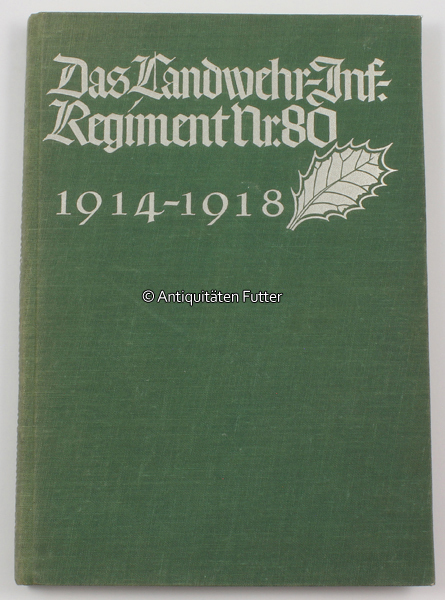 Das Landwehr-Inf.-
Regiment Nr.80
1914-1918
© Antiquitäten Futter